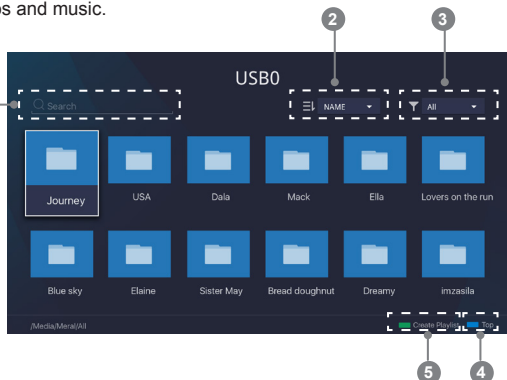 os and music.
2
3
USB0
Search
NAME
All
Journey
USA
Dala
Mack
Ella
Lovers on the run
Blue sky
Elaine
Sister May
Bread doughnut
Dreamy
imzasila
/Media/Meral/All
Create Playlist
Top
5
4